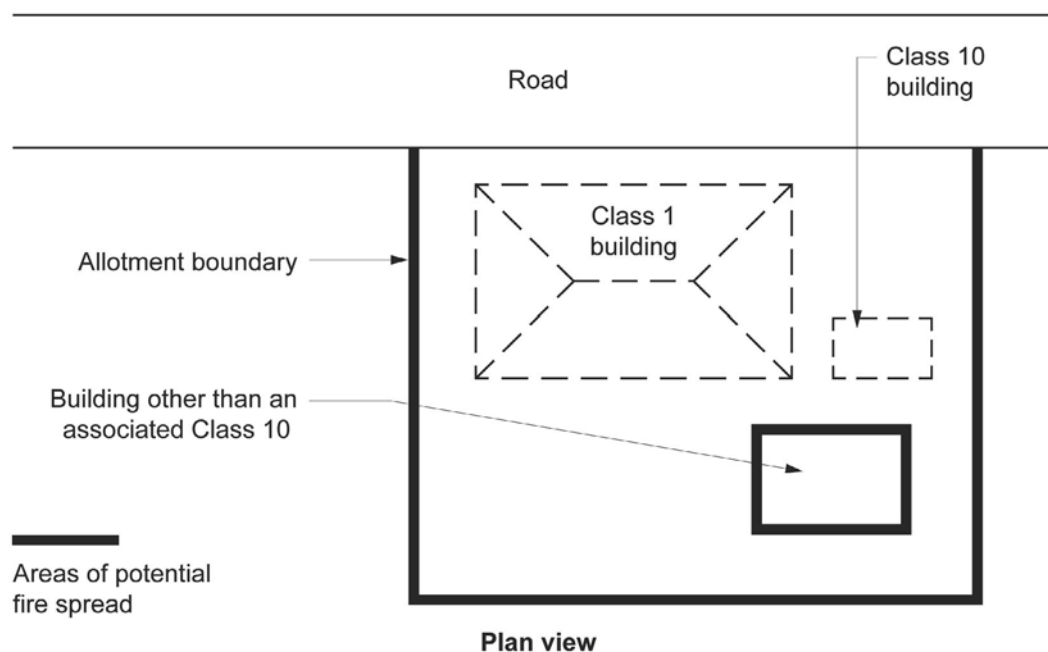 Road
Class 10
building
Class 1
building
Allotment boundary
Building other than an
associated Class 10
Areas of potential
fire spread
Plan view